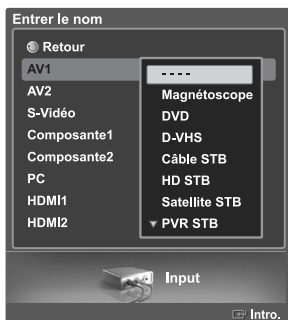 Entrer le nom
Retour
AV1
AV2
S-Vidéo
Composante1
Composante2
PC
HDMI1
HDMI2
- - - -
Magnétoscope
DVD
D-VHS
Câble STB
HD STB
Satellite STB
▼ PVR STB
Input
Intro.